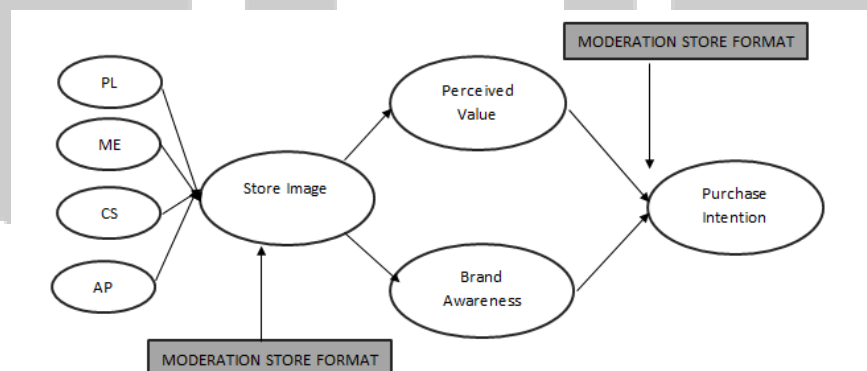 MODERATION STORE FORMAT
PL
ME
CS
AP
Store Image
Perceived
Value
Brand
Awareness
Purchase
Intention
MODERATION STORE FORMAT